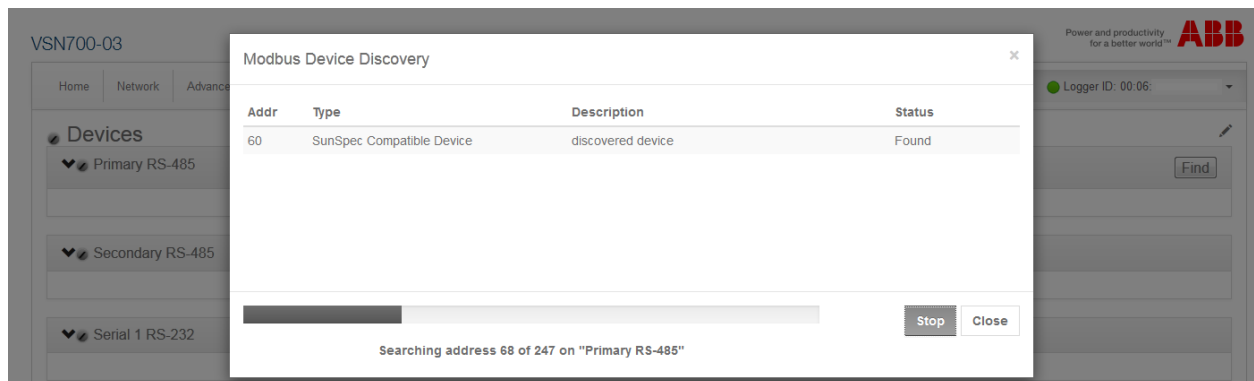 VSN700-03
Power and productivity
for a better world™
ABB
Home Network Advance
Logger ID: 00:06:
Modbus Device Discovery
×
Addr Type Description Status
60 SunSpec Compatible Device discovered device Found
Devices
Primary RS-485
Find
Secondary RS-485
Serial 1 RS-232
Stop Close
Searching address 68 of 247 on "Primary RS-485"